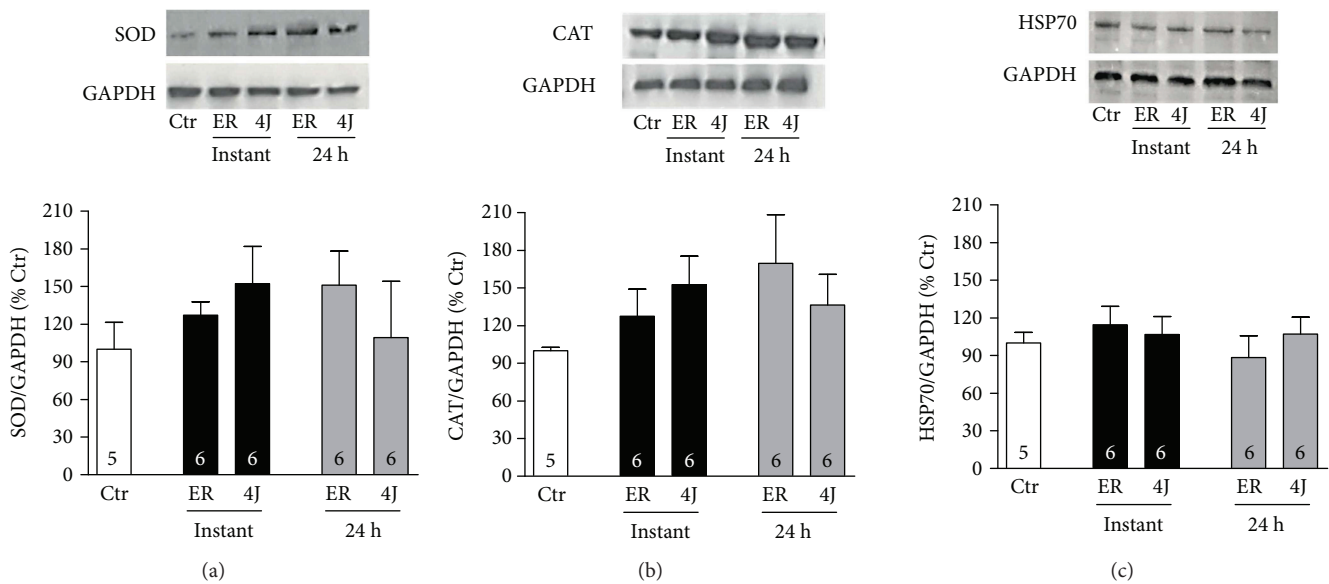 SOD
GAPDH
Ctr ER 4J ER 4J
Instant 24 h
SOD/GAPDH (% Ctr)
210
180
150
120
90
60
30
0
5 6 6 6 6
Ctr ER 4J ER 4J
Instant 24 h
(a)
CAT
GAPDH
Ctr ER 4J ER 4J
Instant 24 h
CAT/GAPDH (% Ctr)
210
180
150
120
90
60
30
0
5 6 6 6 6
Ctr ER 4J ER 4J
Instant 24 h
(b)
HSP70
GAPDH
Ctr ER 4J ER 4J
Instant 24 h
HSP70/GAPDH (% Ctr)
210
180
150
120
90
60
30
0
5 6 6 6 6
Ctr ER 4J ER 4J
Instant 24 h
(c)